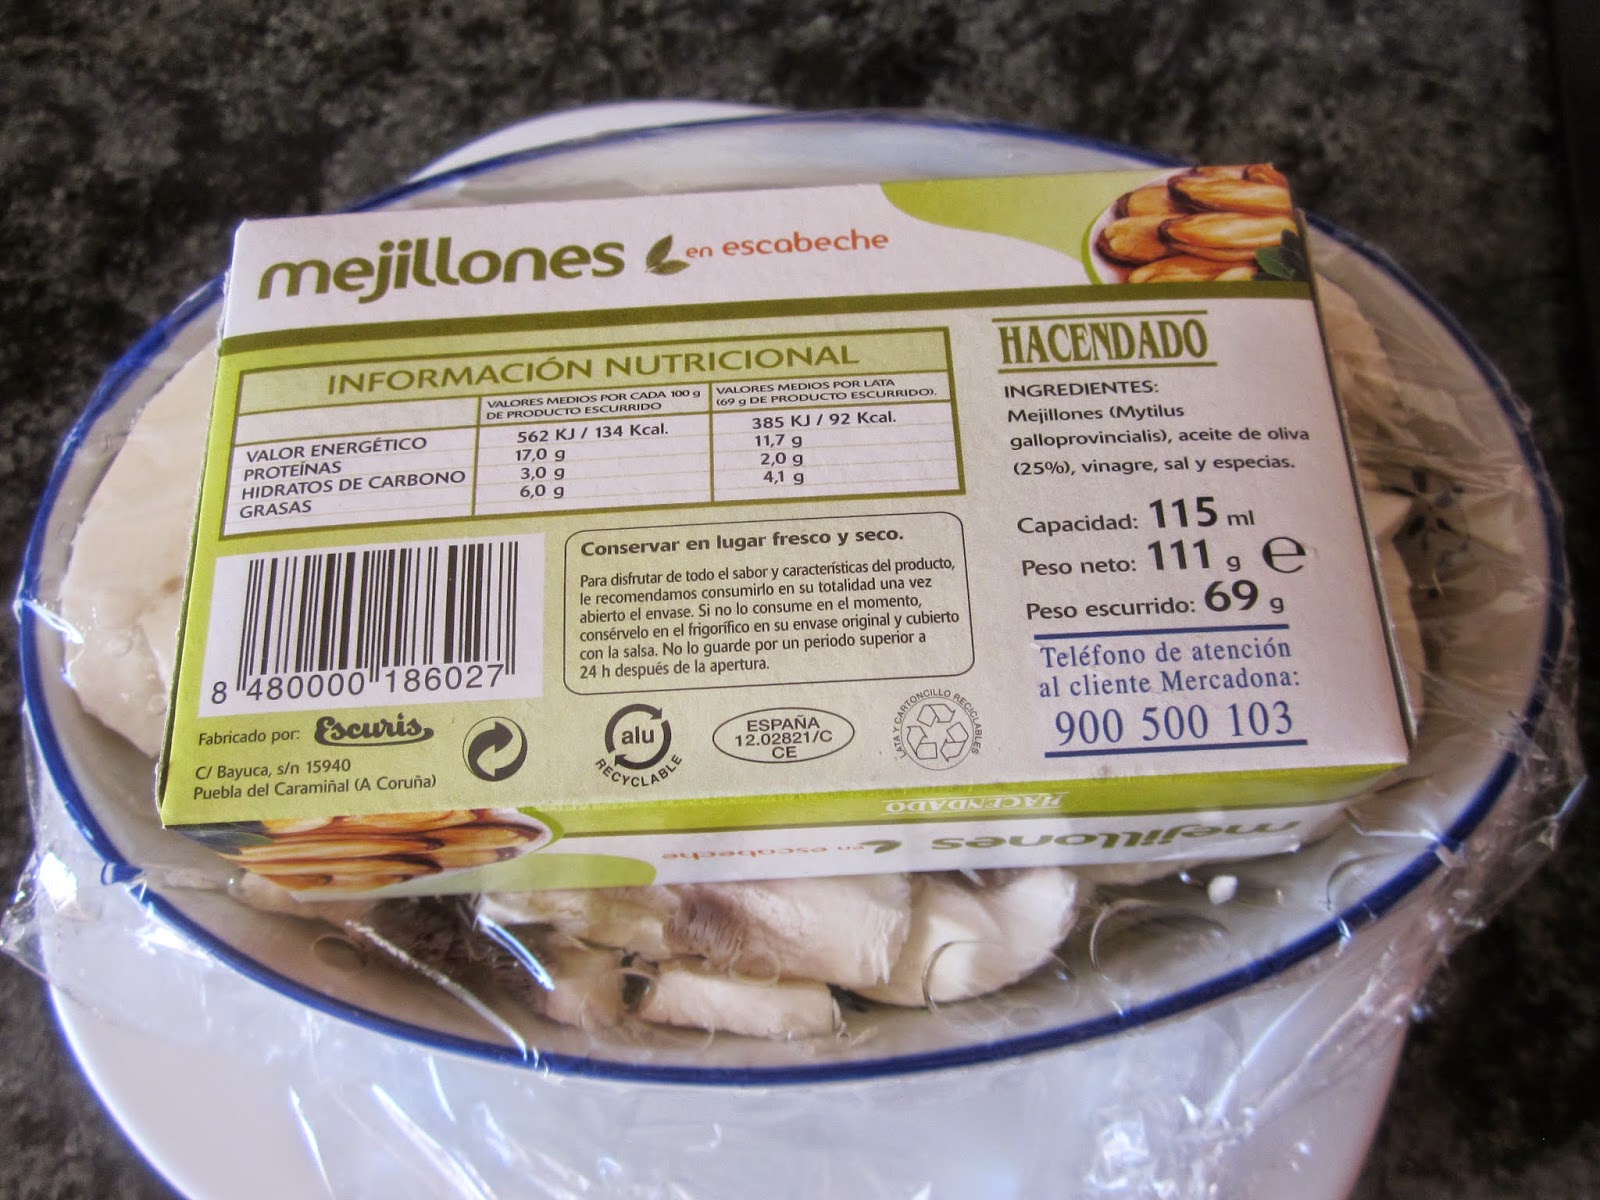 mejillones en escabeche
INFORMACIÓN NUTRICIONAL
VALORES MEDIOS POR CADA 100 g
DE PRODUCTO ESCURRIDO
VALORES MEDIOS POR LATA
(69 g DE PRODUCTO ESCURRIDO).
VALOR ENERGÉTICO 562 KJ / 134 Kcal. 385 KJ / 92 Kcal.
PROTEÍNAS 17,0 g 11,7 g
HIDRATOS DE CARBONO 3,0 g 2,0 g
GRASAS 6,0 g 4,1 g
HACENDADO
INGREDIENTES:
Mejillones (Mytilus
galloprovincialis), aceite de oliva
(25%), vinagre, sal y especias.
Capacidad: 115 ml
Peso neto: 111 g e
Peso escurrido: 69 g
Teléfono de atención
al cliente Mercadona:
900 500 103
Conservar en lugar fresco y seco.
Para disfrutar de todo el sabor y características del producto,
le recomendamos consumirlo en su totalidad una vez
abierto el envase. Si no lo consume en el momento,
consérvelo en el frigorífico en su envase original y cubierto
con la salsa. No lo guarde por un periodo superior a
24 h después de la apertura.
8 480000 186027
Fabricado por: Escuris
C/ Bayuca, s/n 15940
Puebla del Caramiñal (A Coruña)
alu
RECYCLABLE
ESPAÑA
12.02821/C
CE
LATA Y CARTONCILLO RECICLABLES
HACENDADO
mejillones en escabeche